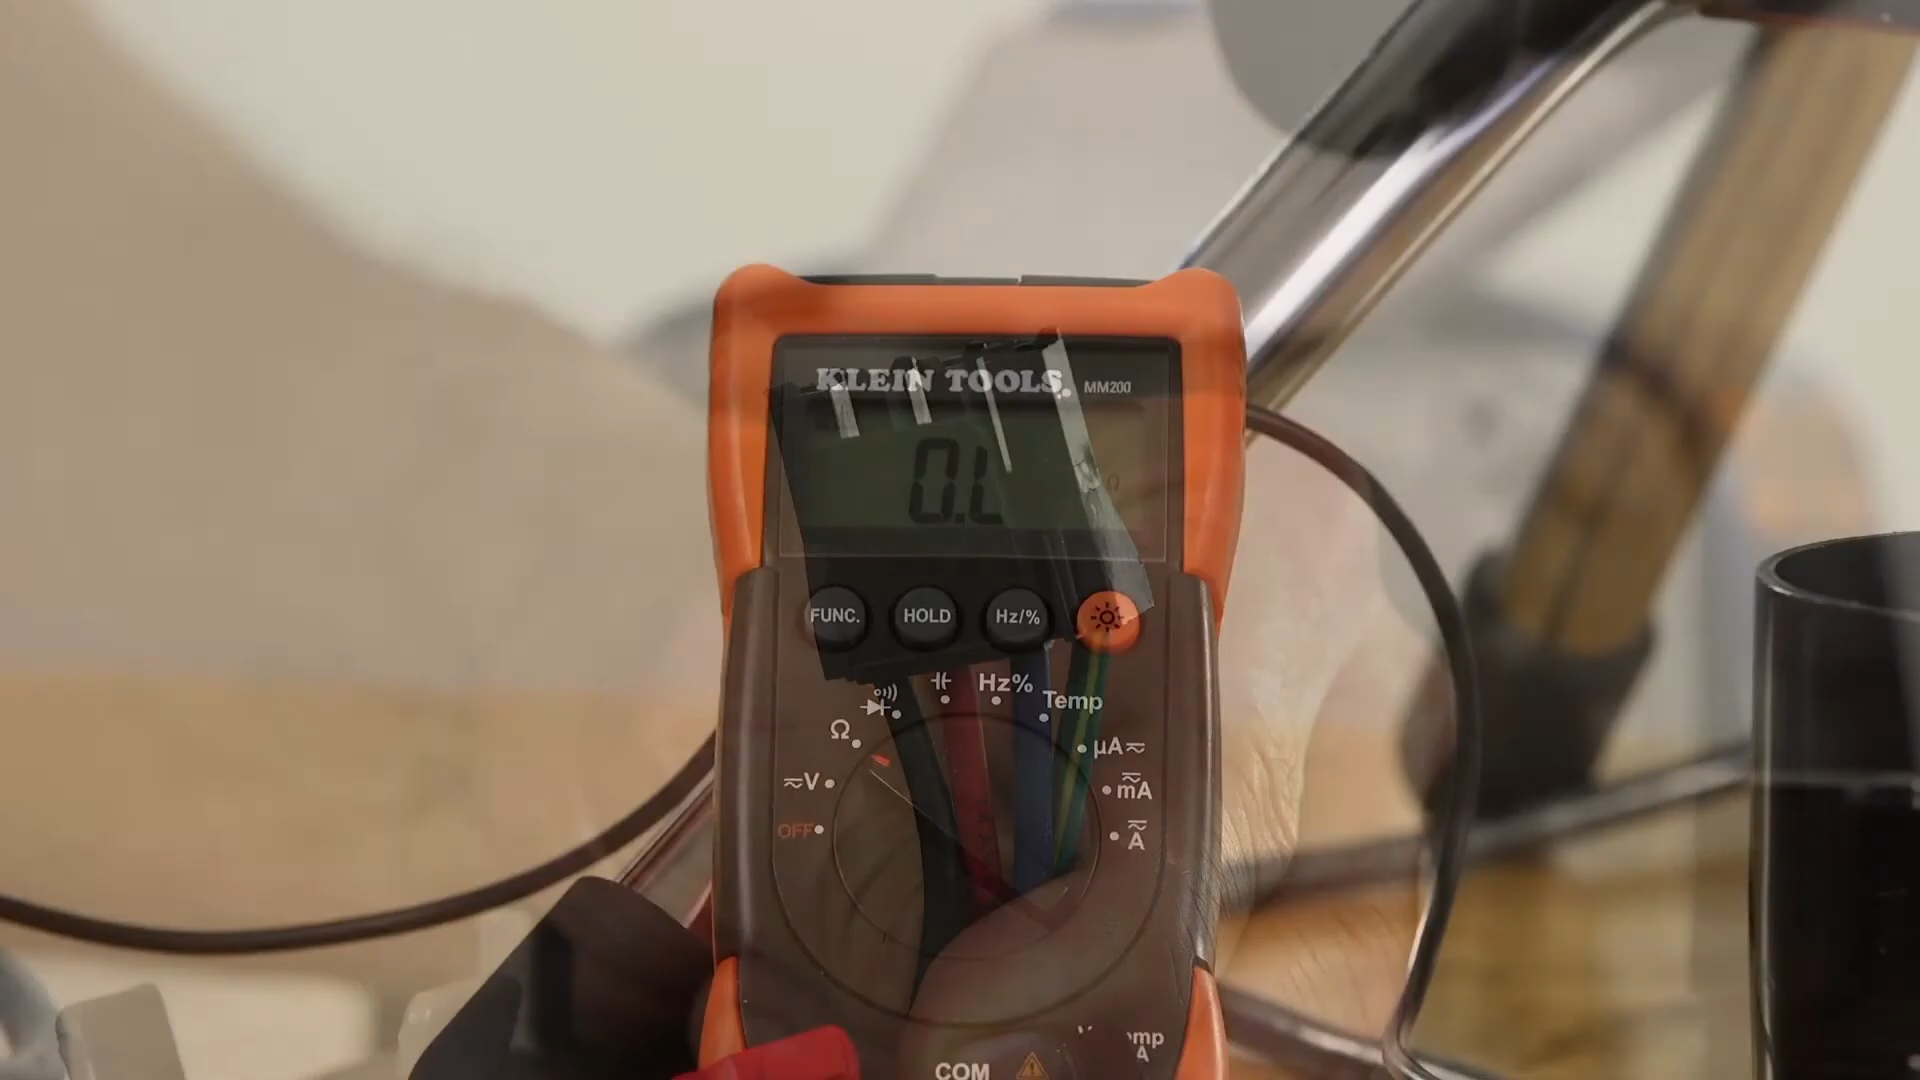 KLEIN TOOLS. MM200
0.L Ω
FUNC. HOLD Hz/%
Hz% Temp
Ω µA
V mA
OFF A
COM